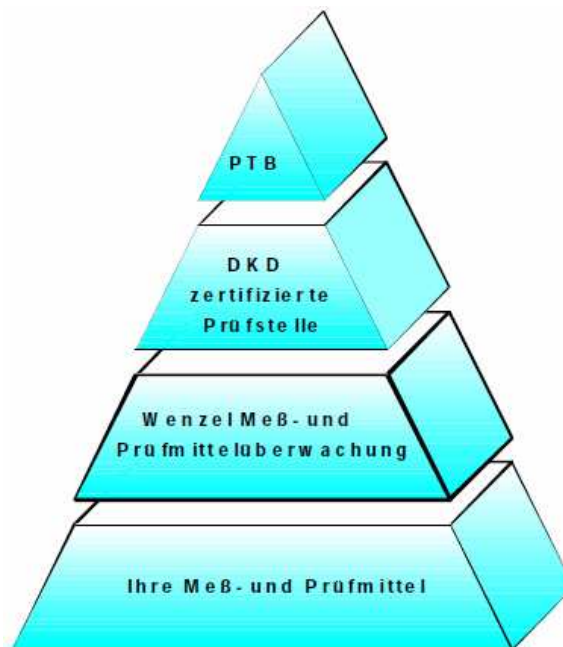 PTB
DKD
zertifizierte
Prüfstelle
Wenzel Meß- und
Prüfmittelüberwachung
Ihre Meß- und Prüfmittel